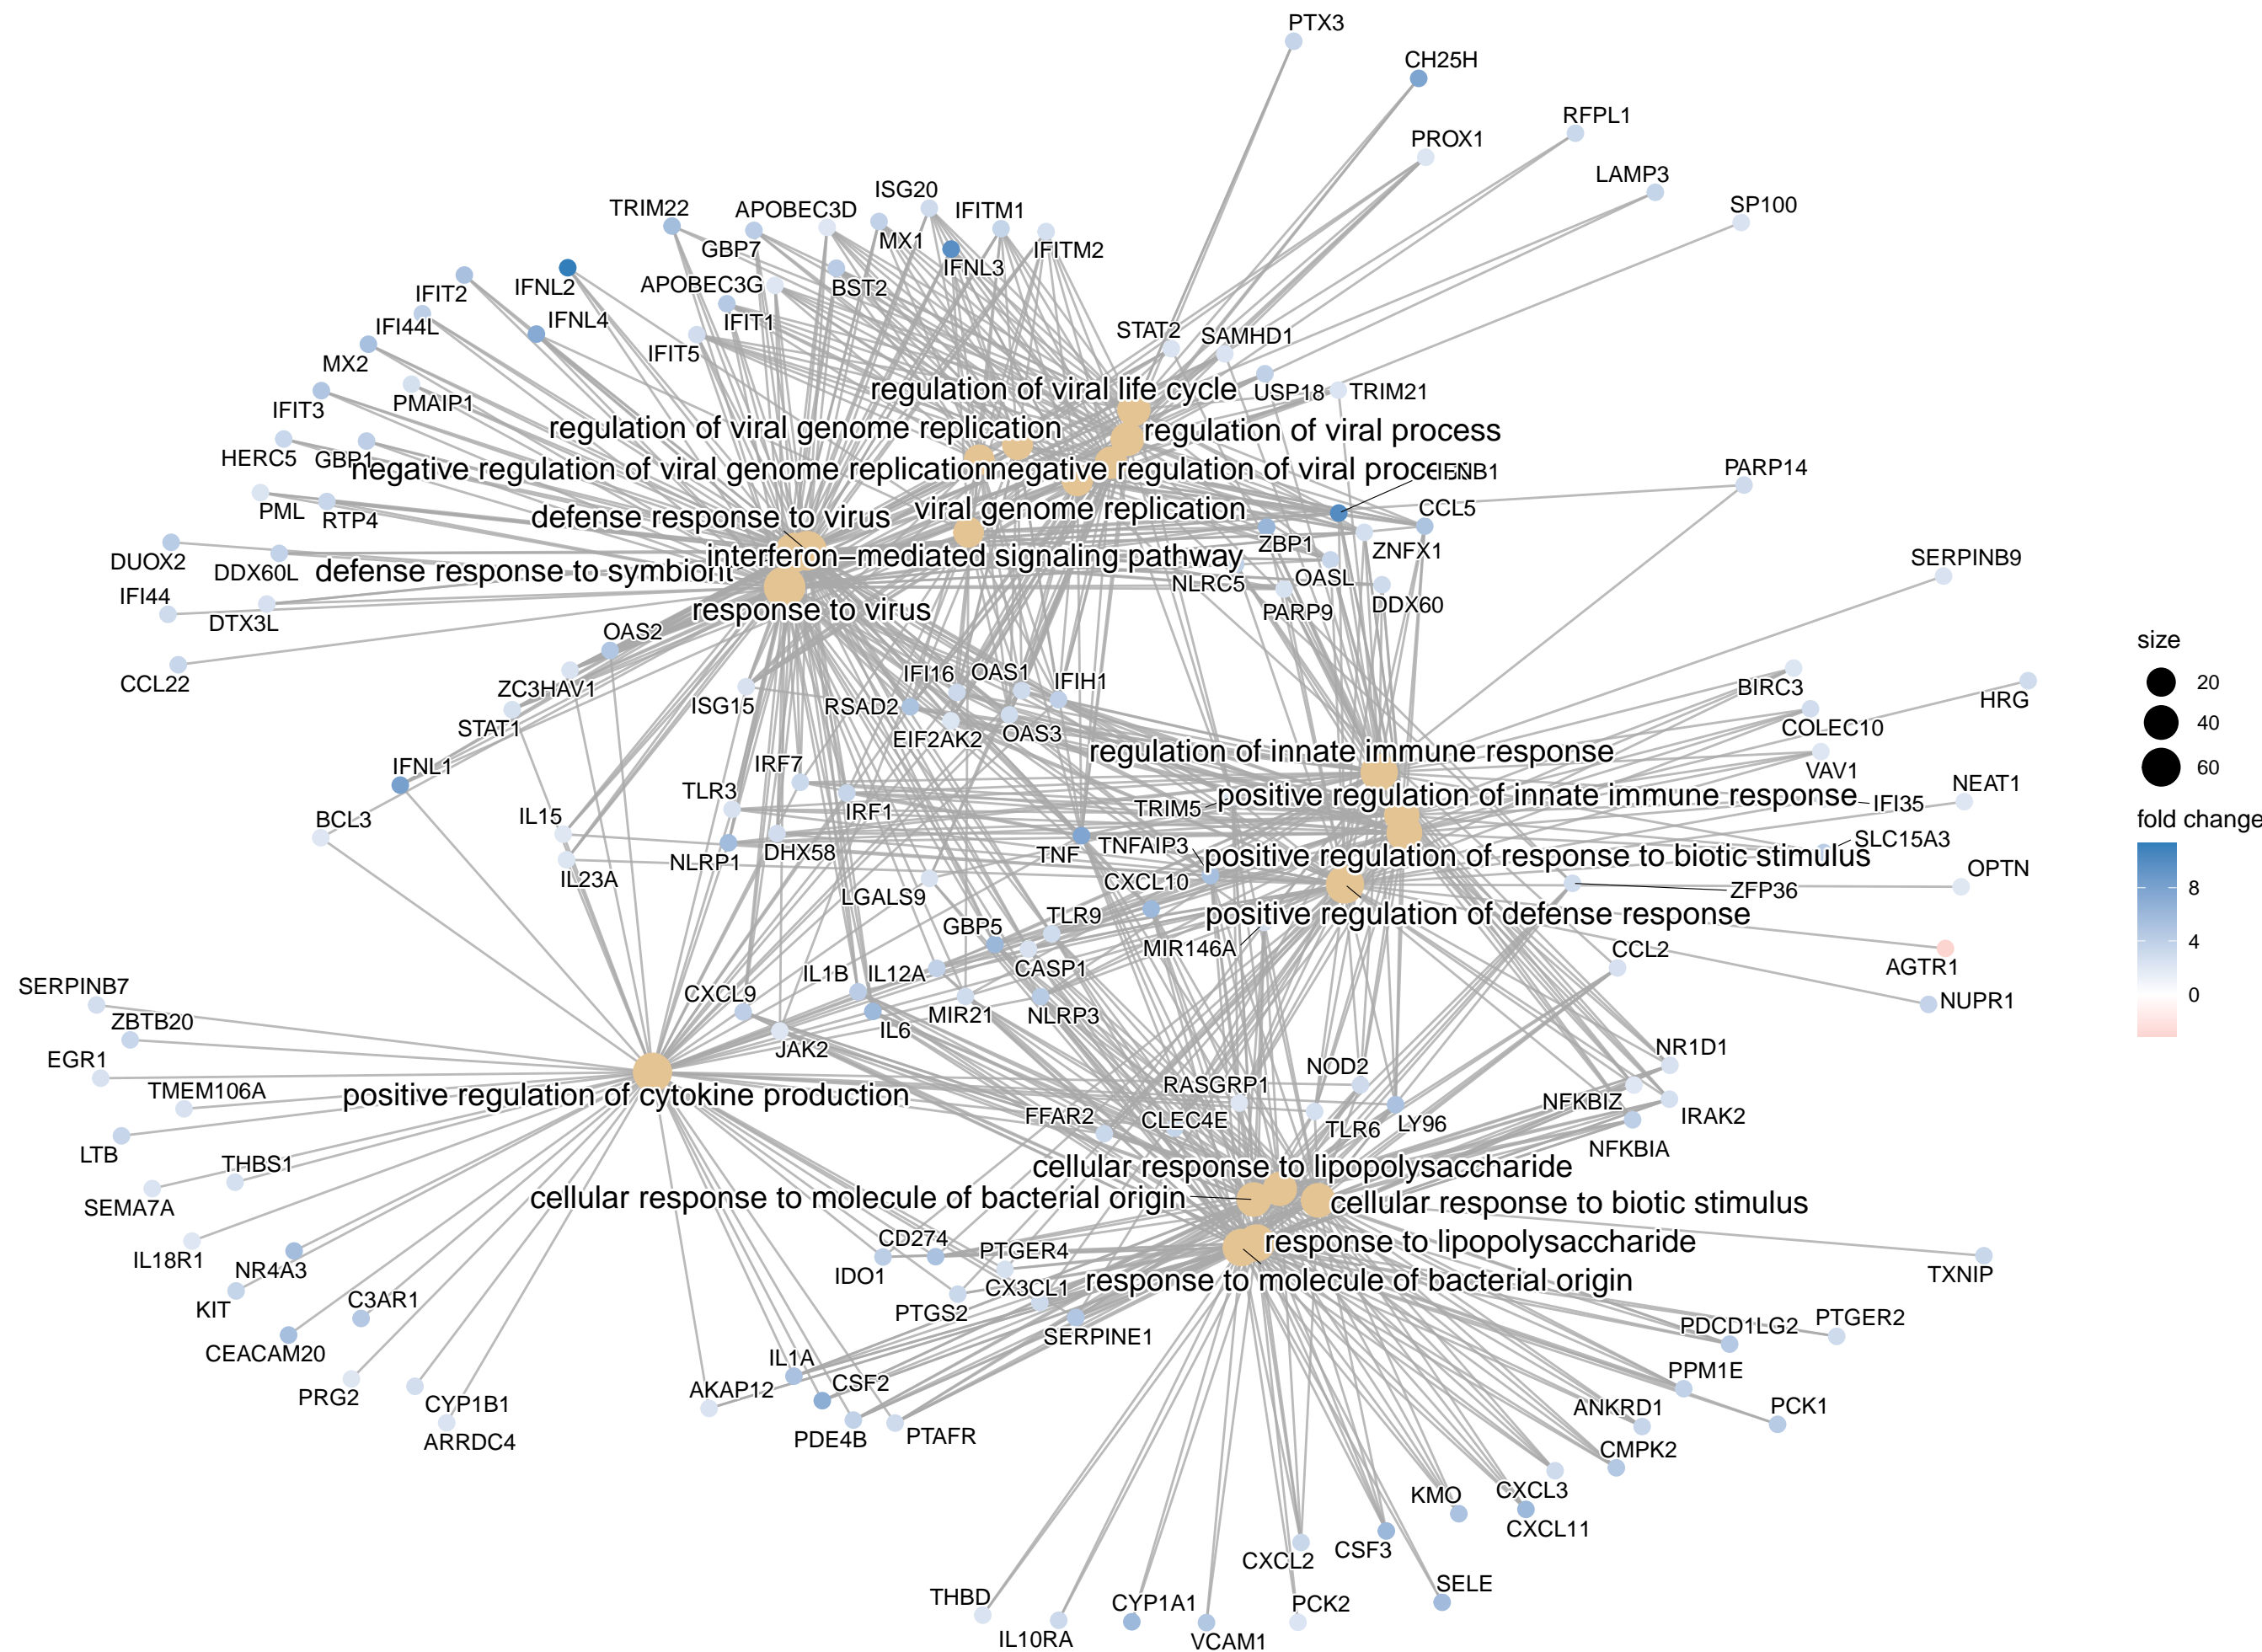 PTX3
CH25H
RFPL1
PROX1
LAMP3
SP100
ISG20
TRIM22
APOBEC3D
IFITM1
GBP7
MX1
IFITM2
IFNL3
IFIT2
IFNL2
APOBEC3G
BST2
IFI44L
IFNL4
IFIT1
STAT2
SAMHD1
IFIT5
MX2
PMAIP1
regulation of viral life cycle
USP18
TRIM21
IFIT3
regulation of viral genome replication
regulation of viral process
HERC5
GBP1
negative regulation of viral genome replication
negative regulation of viral process
IFNB1
PARP14
PML
RTP4
defense response to virus
viral genome replication
CCL5
ZBP1
ZNFX1
DUOX2
DDX60L
defense response to symbiont
interferon−mediated signaling pathway
NLRC5
OASL
SERPINB9
IFI44
DTX3L
response to virus
PARP9
DDX60
OAS2
CCL22
ZC3HAV1
IFI16
OAS1
IFIH1
BIRC3
HRG
ISG15
RSAD2
STAT1
EIF2AK2
OAS3
COLEC10
regulation of innate immune response
IFNL1
IRF7
VAV1
TLR3
NEAT1
TRIM5
positive regulation of innate immune response
IFI35
BCL3
IL15
IRF1
SLC15A3
NLRP1
DHX58
TNF
TNFAIP3
positive regulation of response to biotic stimulus
OPTN
IL23A
CXCL10
ZFP36
LGALS9
GBP5
TLR9
positive regulation of defense response
MIR146A
CCL2
AGTR1
IL1B
IL12A
CASP1
SERPINB7
CXCL9
NUPR1
ZBTB20
IL6
MIR21
NLRP3
EGR1
JAK2
NR1D1
NOD2
TMEM106A
positive regulation of cytokine production
RASGRP1
NFKBIZ
FFAR2
CLEC4E
TLR6
LY96
IRAK2
LTB
NFKBIA
THBS1
cellular response to lipopolysaccharide
SEMA7A
cellular response to molecule of bacterial origin
cellular response to biotic stimulus
IL18R1
NR4A3
CD274
PTGER4
response to lipopolysaccharide
IDO1
CX3CL1
response to molecule of bacterial origin
TXNIP
KIT
C3AR1
PTGS2
SERPINE1
PDCD1LG2
PTGER2
CEACAM20
IL1A
PPM1E
PRG2
AKAP12
CSF2
CYP1B1
ANKRD1
PCK1
ARRDC4
PDE4B
PTAFR
CMPK2
KMO
CXCL3
CXCL11
CXCL2
CSF3
THBD
CYP1A1
PCK2
SELE
IL10RA
VCAM1
size
20
40
60
fold change
8
4
0